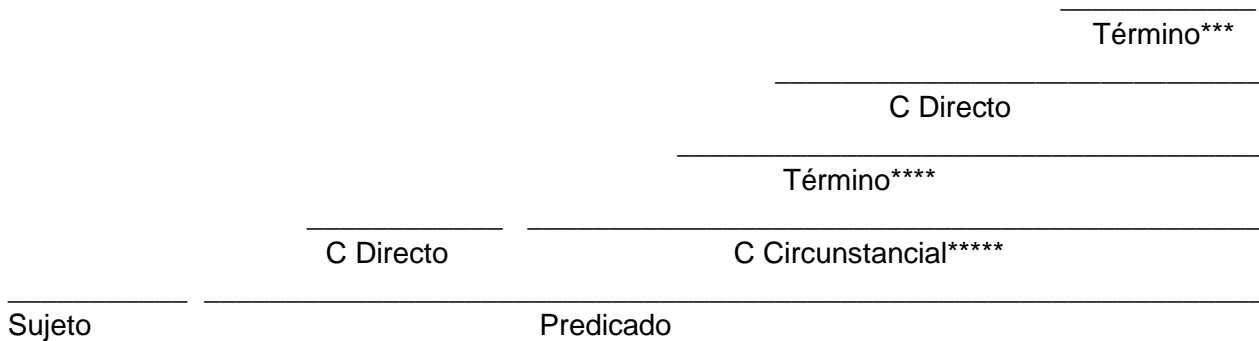 Término***
C Directo
Término****
C Directo C Circunstancial*****
Sujeto Predicado